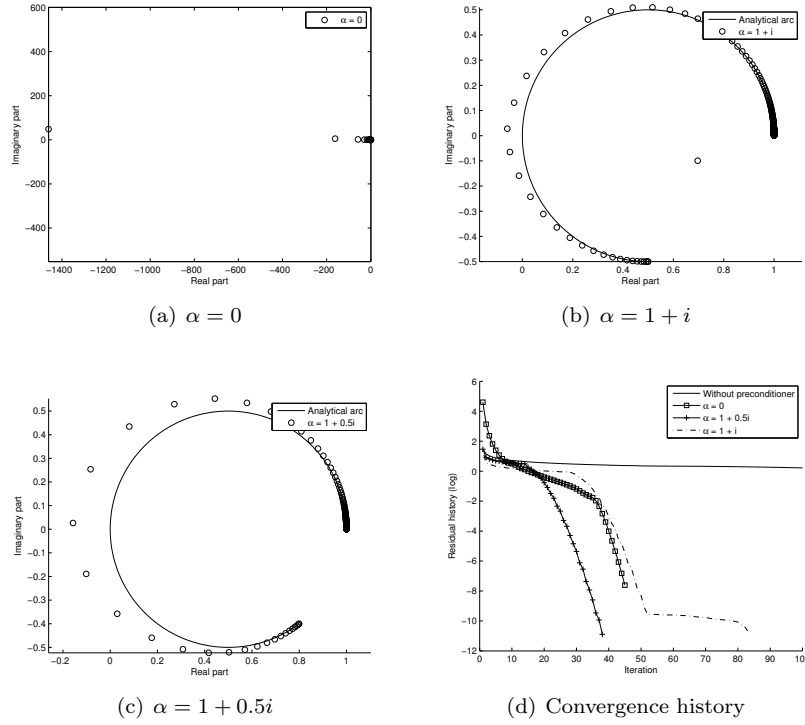 600
400
200
0
−200
−400
−1400 −1200 −1000 −800 −600 −400 −200 0
Imaginary part
Real part
α = 0
(a) α = 0
0.5
0.4
0.3
0.2
0.1
0
−0.1
−0.2
−0.3
−0.4
−0.5
0 0.2 0.4 0.6 0.8 1
Imaginary part
Real part
Analytical arc
α = 1 + i
(b) α = 1 + i
0.5
0.4
0.3
0.2
0.1
0
−0.1
−0.2
−0.3
−0.4
−0.5
−0.2 0 0.2 0.4 0.6 0.8 1
Imaginary part
Real part
Analytical arc
α = 1 + 0.5i
(c) α = 1 + 0.5i
6
4
2
0
−2
−4
−6
−8
−10
−12
0 10 20 30 40 50 60 70 80 90 100
Residual history (log)
Iteration
Without preconditioner
α = 0
α = 1 + 0.5i
α = 1 + i
(d) Convergence history